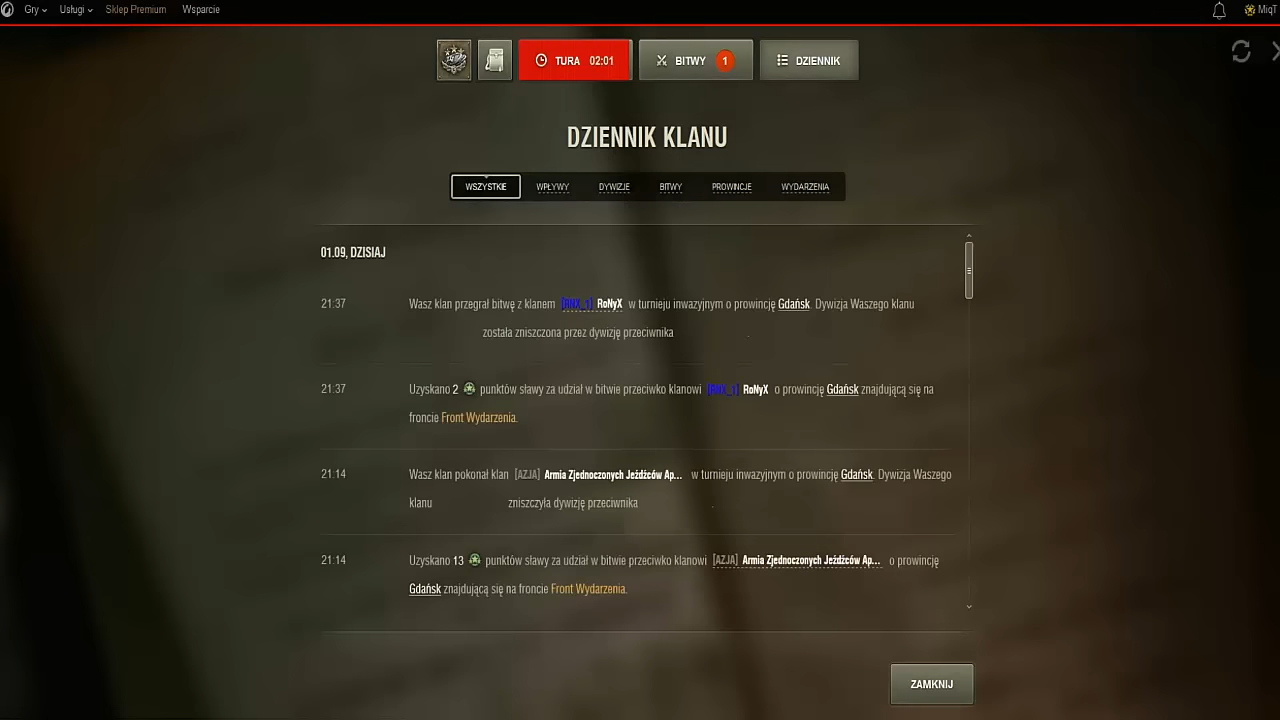 Gry Usługi Sklep Premium Wsparcie MiqT
TURA 02:01 BITWY 1 DZIENNIK
DZIENNIK KLANU
WSZYSTKIE WPŁYWY DYWIZJE BITWY PROWINCJE WYDARZENIA
01.09, DZISIAJ
21:37 Wasz klan przegrał bitwę z klanem [RNX_1] RoNyX w turnieju inwazyjnym o prowincję Gdańsk. Dywizja Waszego klanu
została zniszczona przez dywizję przeciwnika .
21:37 Uzyskano 2 punktów sławy za udział w bitwie przeciwko klanowi [RNX_1] RoNyX o prowincję Gdańsk znajdującą się na
froncie Front Wydarzenia.
21:14 Wasz klan pokonał klan [AZJA] Armia Zjednoczonych Jeźdźców Ap... w turnieju inwazyjnym o prowincję Gdańsk. Dywizja Waszego
klanu zniszczyła dywizję przeciwnika .
21:14 Uzyskano 13 punktów sławy za udział w bitwie przeciwko klanowi [AZJA] Armia Zjednoczonych Jeźdźców Ap... o prowincję
Gdańsk znajdującą się na froncie Front Wydarzenia.
ZAMKNIJ